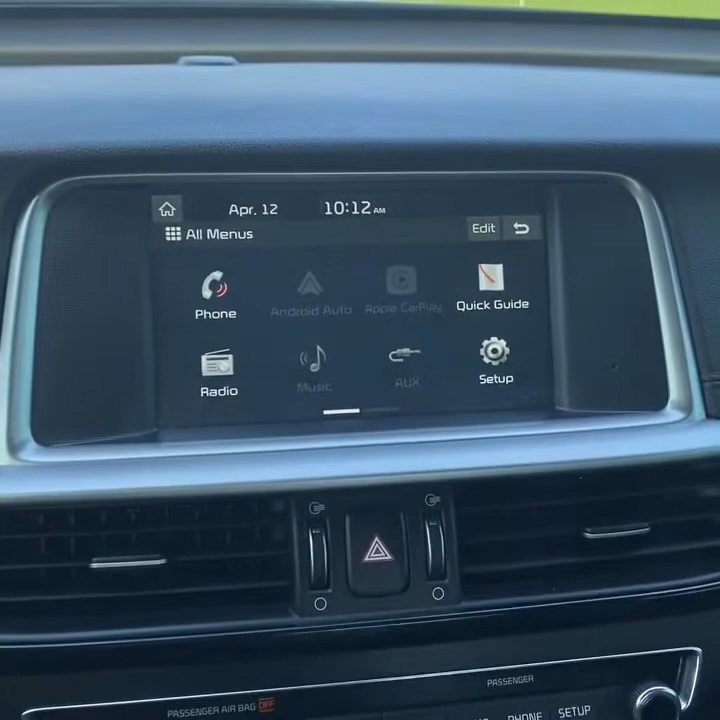 Apr. 12 10:12 AM
All Menus Edit
Phone Android Auto Apple CarPlay Quick Guide
Radio Music AUX Setup
PASSENGER
PASSENGER AIR BAG OFF
PHONE SETUP